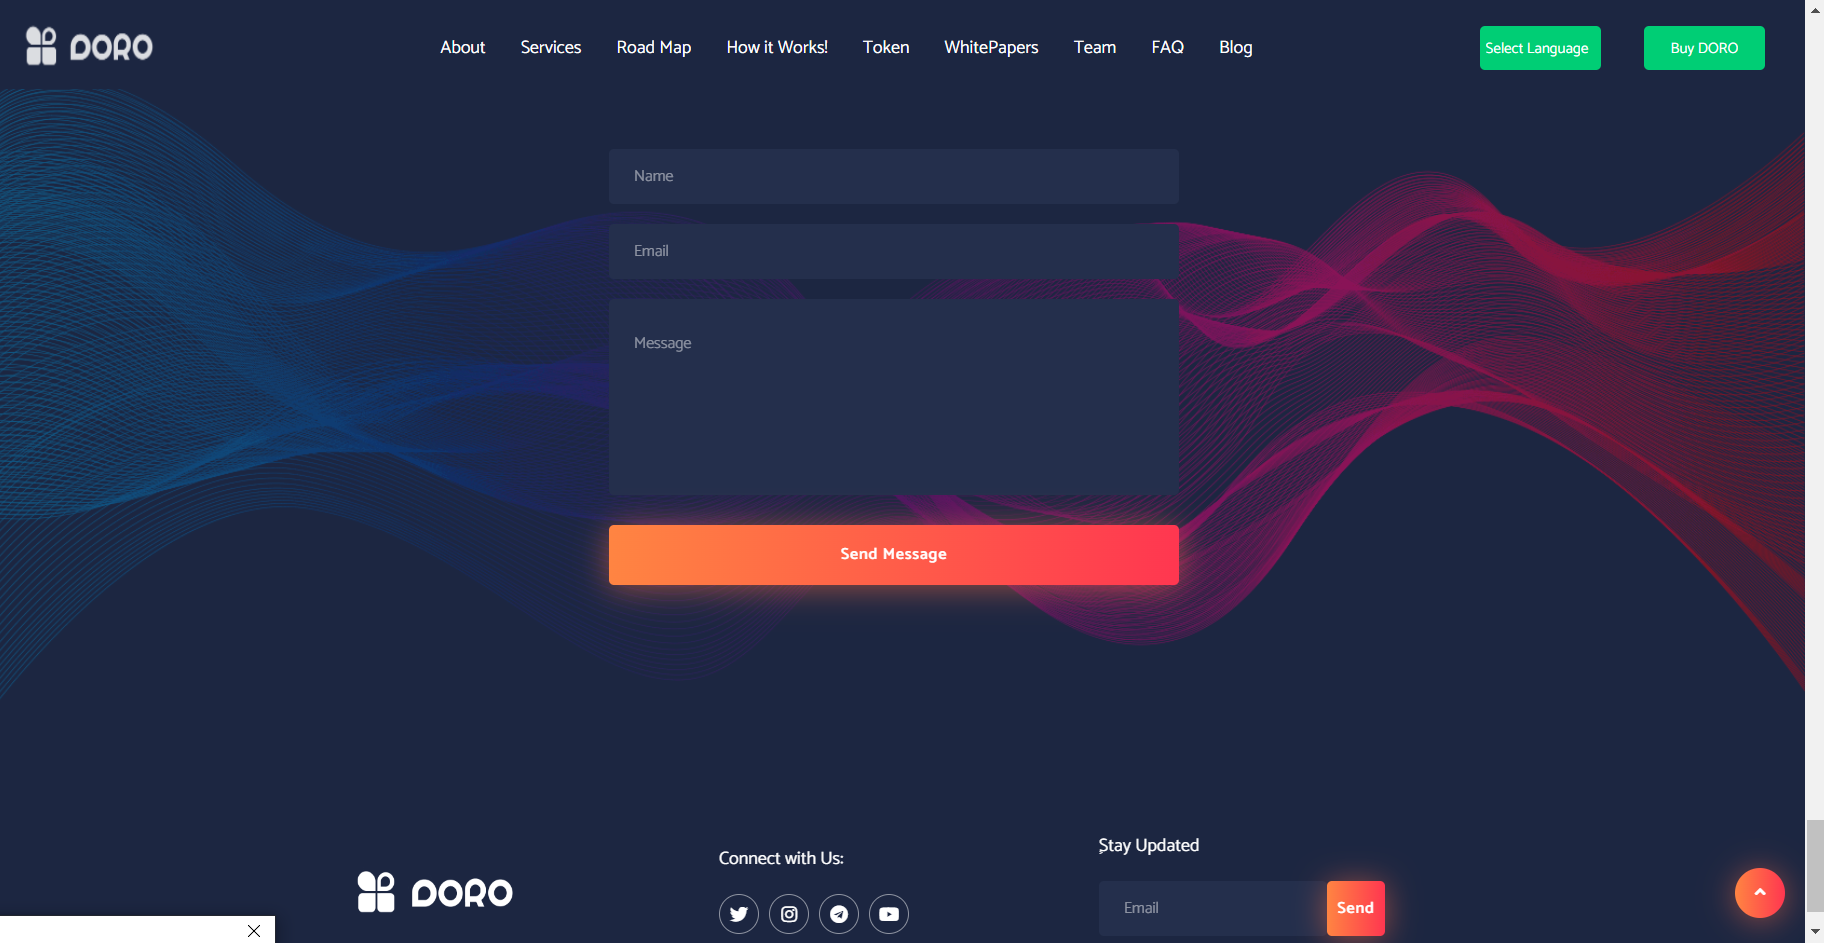 DORO
About Services Road Map How it Works! Token WhitePapers Team FAQ Blog
Select Language
Buy DORO
Name
Email
Message
Send Message
DORO
Connect with Us:
Stay Updated
Email
Send